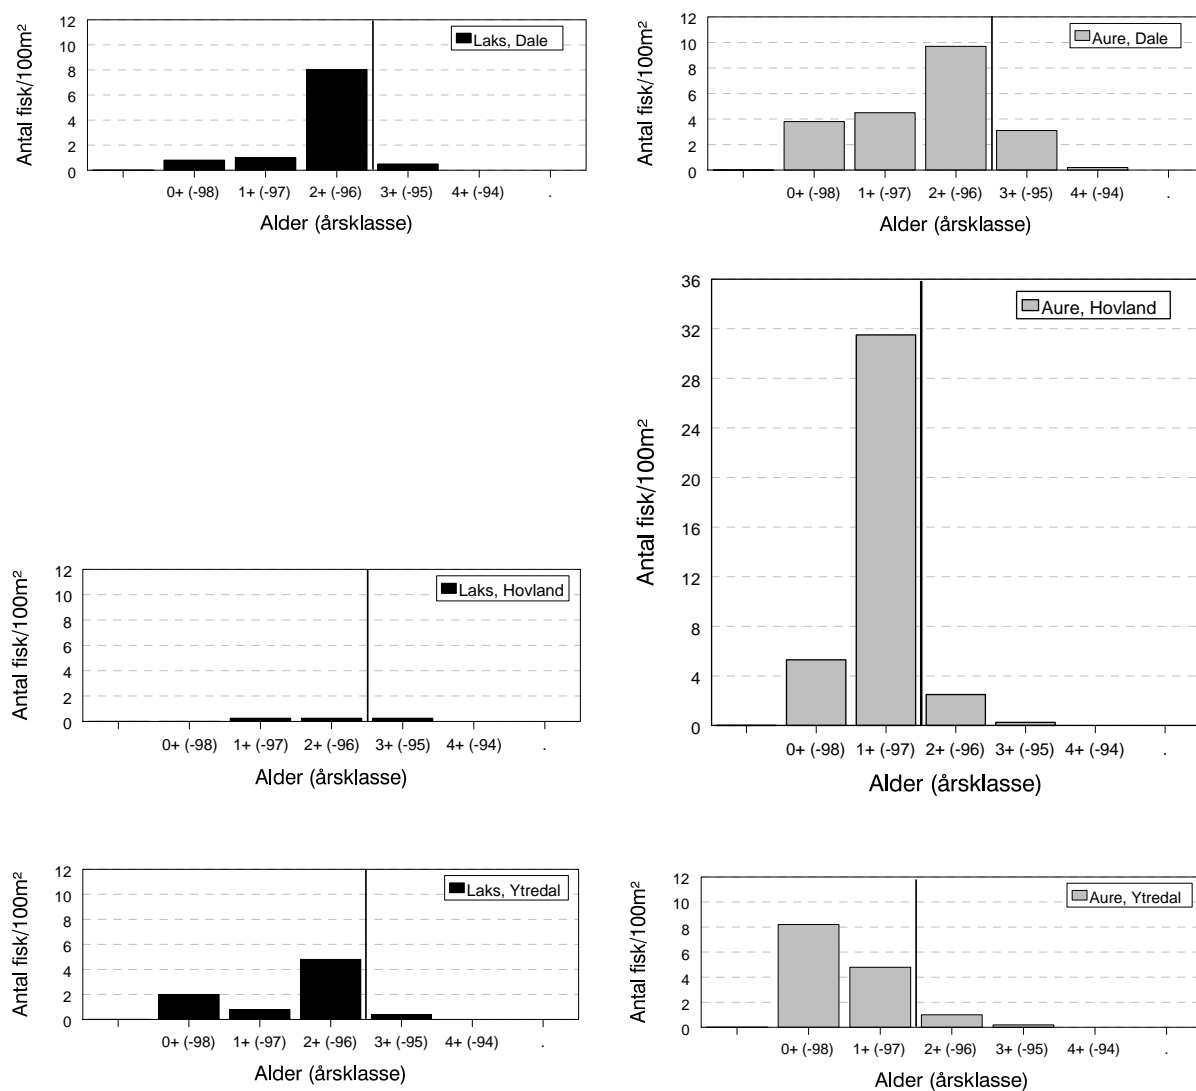 Laks, Dale
Antal fisk/100m²
12
10
8
6
4
2
0
0+ (-98) 1+ (-97) 2+ (-96) 3+ (-95) 4+ (-94) .
Alder (årsklasse)
Aure, Dale
Antal fisk/100m²
12
10
8
6
4
2
0
0+ (-98) 1+ (-97) 2+ (-96) 3+ (-95) 4+ (-94) .
Alder (årsklasse)
Aure, Hovland
Antal fisk/100m²
36
32
28
24
20
16
12
8
4
0
0+ (-98) 1+ (-97) 2+ (-96) 3+ (-95) 4+ (-94) .
Alder (årsklasse)
Laks, Hovland
Antal fisk/100m²
12
10
8
6
4
2
0
0+ (-98) 1+ (-97) 2+ (-96) 3+ (-95) 4+ (-94) .
Alder (årsklasse)
Laks, Ytredal
Antal fisk/100m²
12
10
8
6
4
2
0
0+ (-98) 1+ (-97) 2+ (-96) 3+ (-95) 4+ (-94) .
Alder (årsklasse)
Aure, Ytredal
Antal fisk/100m²
12
10
8
6
4
2
0
0+ (-98) 1+ (-97) 2+ (-96) 3+ (-95) 4+ (-94) .
Alder (årsklasse)